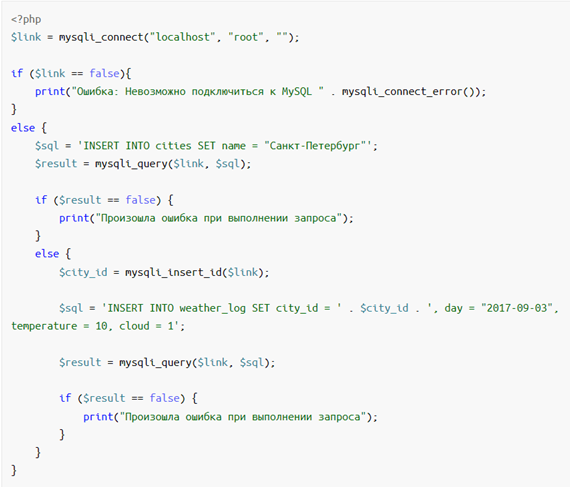 <?php
$link = mysqli_connect("localhost", "root", "");
if ($link == false){
print("Ошибка: Невозможно подключиться к MySQL " . mysqli_connect_error());
}
else {
$sql = 'INSERT INTO cities SET name = "Санкт-Петербург"';
$result = mysqli_query($link, $sql);
if ($result == false) {
print("Произошла ошибка при выполнении запроса");
}
else {
$city_id = mysqli_insert_id($link);
$sql = 'INSERT INTO weather_log SET city_id = ' . $city_id . ', day = "2017-09-03",
temperature = 10, cloud = 1';
$result = mysqli_query($link, $sql);
if ($result == false) {
print("Произошла ошибка при выполнении запроса");
}
}
}